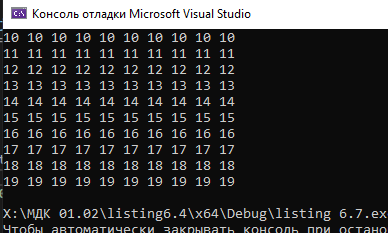 Консоль отладки Microsoft Visual Studio
10 10 10 10 10 10 10 10 10 10
11 11 11 11 11 11 11 11 11 11
12 12 12 12 12 12 12 12 12 12
13 13 13 13 13 13 13 13 13 13
14 14 14 14 14 14 14 14 14 14
15 15 15 15 15 15 15 15 15 15
16 16 16 16 16 16 16 16 16 16
17 17 17 17 17 17 17 17 17 17
18 18 18 18 18 18 18 18 18 18
19 19 19 19 19 19 19 19 19 19
X:\МДК 01.02\listing6.4\x64\Debug\listing 6.7.exe
Чтобы автоматически закрывать консоль при остано